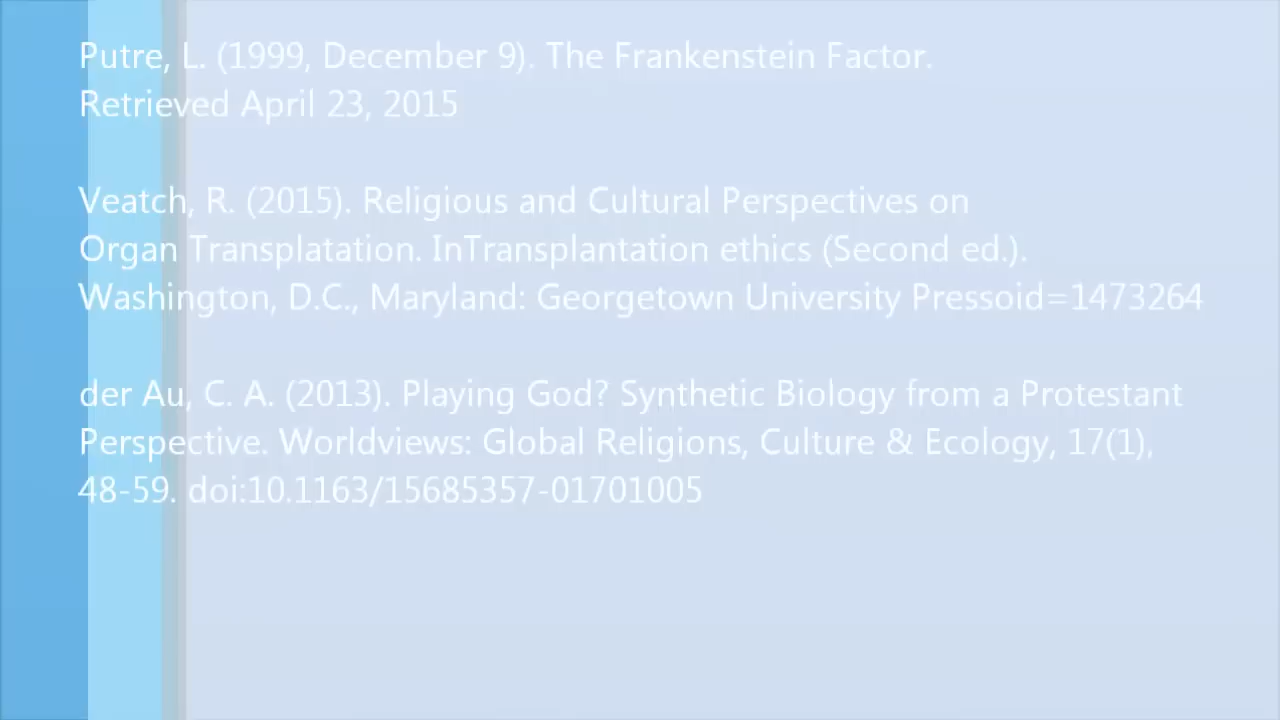 Putre, L. (1999, December 9). The Frankenstein Factor.
Retrieved April 23, 2015
Veatch, R. (2015). Religious and Cultural Perspectives on
Organ Transplatation. InTransplantation ethics (Second ed.).
Washington, D.C., Maryland: Georgetown University Pressoid=1473264
der Au, C. A. (2013). Playing God? Synthetic Biology from a Protestant
Perspective. Worldviews: Global Religions, Culture & Ecology, 17(1),
48-59. doi:10.1163/15685357-01701005